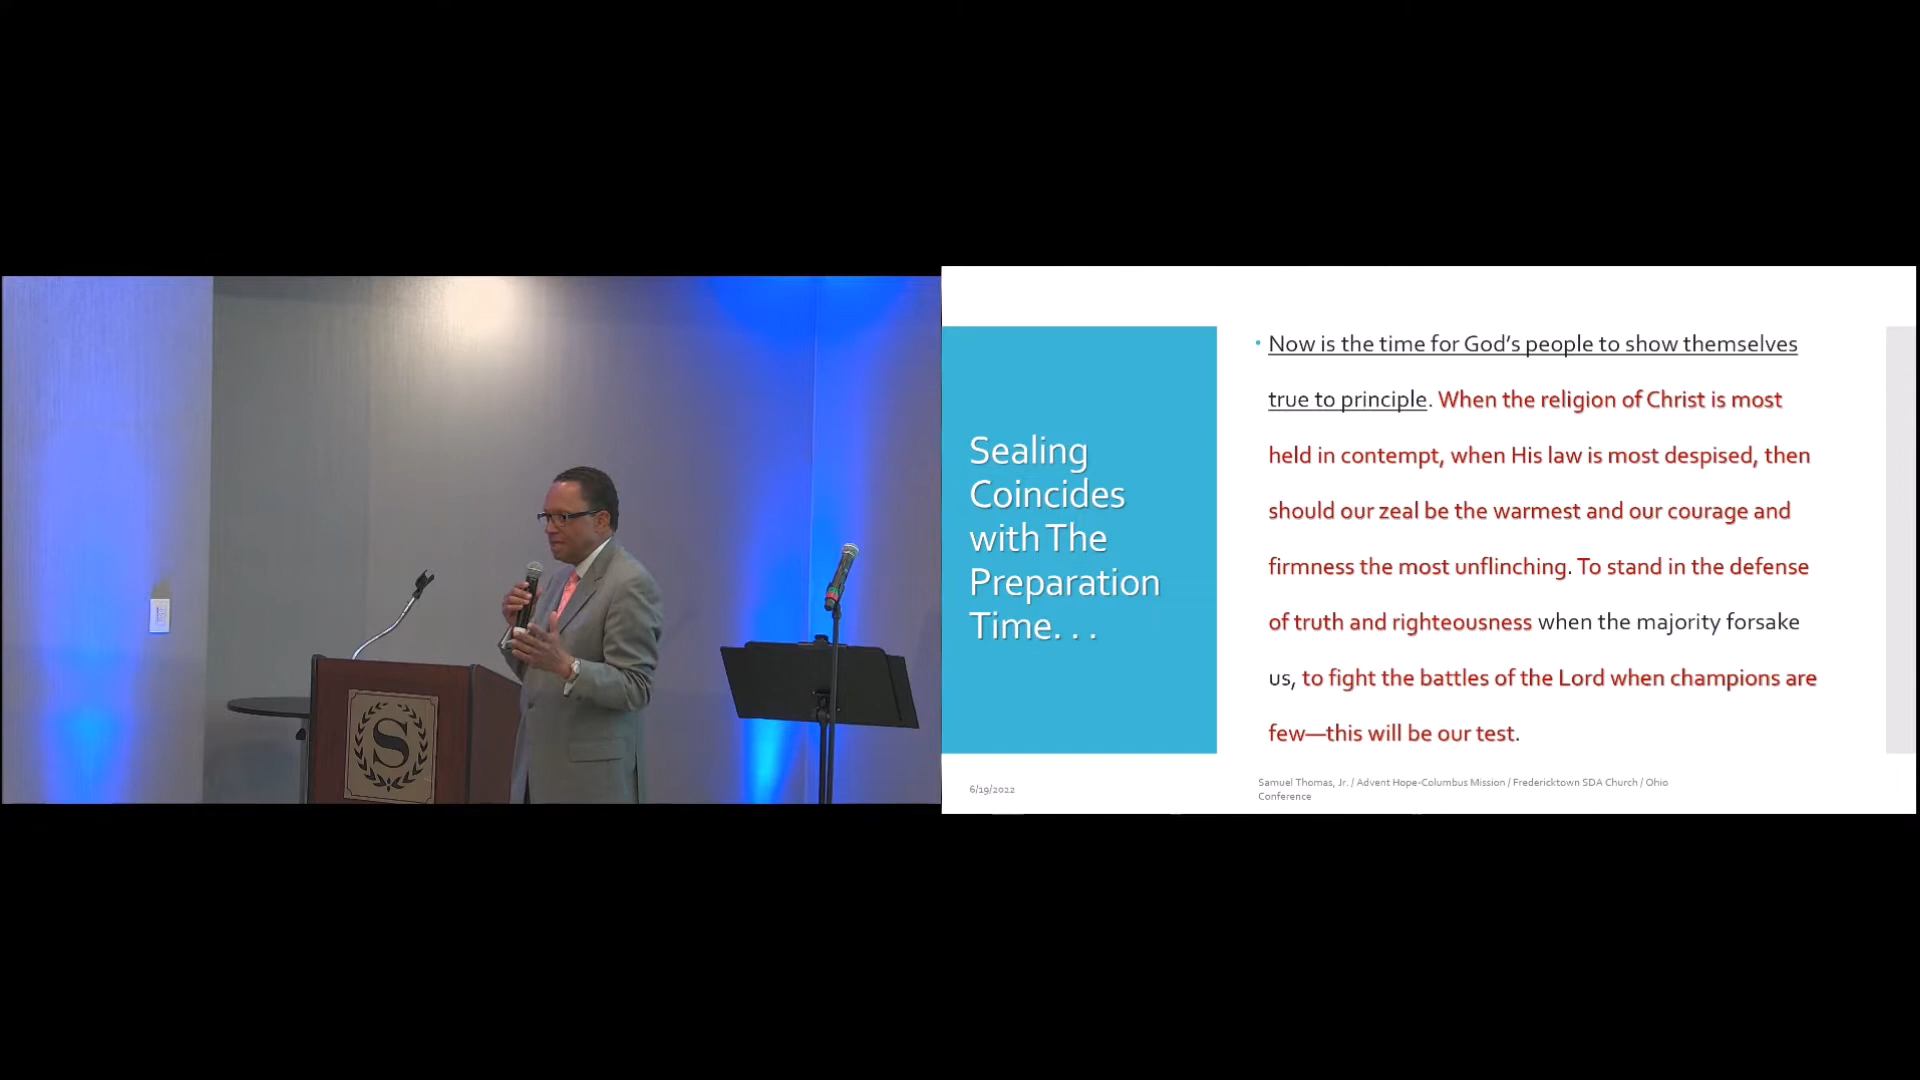 S
Sealing
Coincides
with The
Preparation
Time. . .
• Now is the time for God’s people to show themselves
true to principle. When the religion of Christ is most
held in contempt, when His law is most despised, then
should our zeal be the warmest and our courage and
firmness the most unflinching. To stand in the defense
of truth and righteousness when the majority forsake
us, to fight the battles of the Lord when champions are
few—this will be our test.
6/19/2022
Samuel Thomas, Jr. / Advent Hope-Columbus Mission / Fredericktown SDA Church / Ohio
Conference